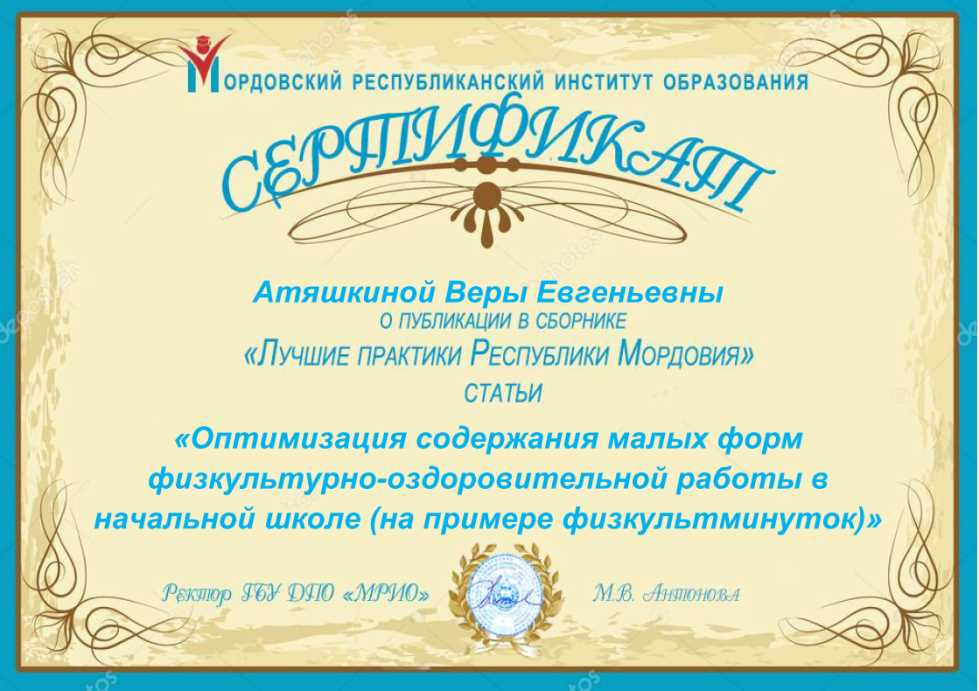 МОРДОВСКИЙ РЕСПУБЛИКАНСКИЙ ИНСТИТУТ ОБРАЗОВАНИЯ
СЕРТИФИКАТ
Атяшкиной Веры Евгеньевны
О ПУБЛИКАЦИИ В СБОРНИКЕ
«ЛУЧШИЕ ПРАКТИКИ РЕСПУБЛИКИ МОРДОВИЯ»
СТАТЬИ
«Оптимизация содержания малых форм
физкультурно-оздоровительной работы в
начальной школе (на примере физкультминуток)»
Ректор ГБУ ДПО «МРИО» М.В. Антонова